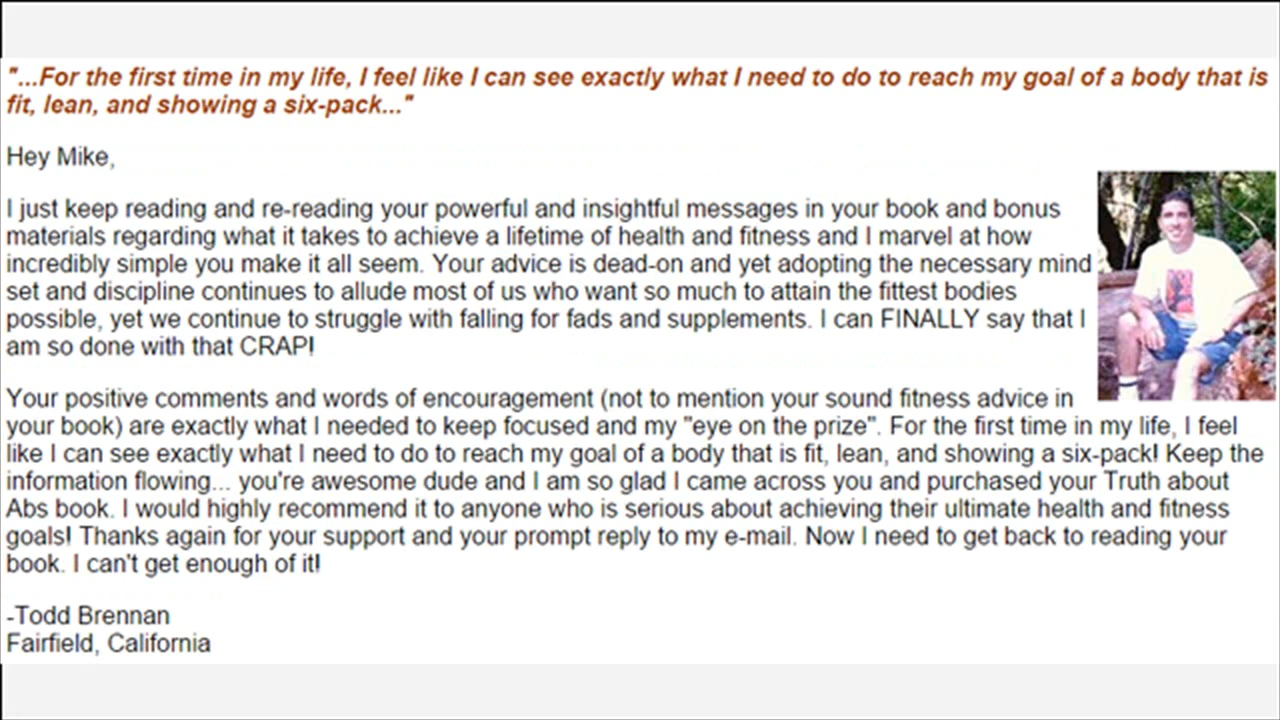 "...For the first time in my life, I feel like I can see exactly what I need to do to reach my goal of a body that is
fit, lean, and showing a six-pack..."
Hey Mike,
I just keep reading and re-reading your powerful and insightful messages in your book and bonus
materials regarding what it takes to achieve a lifetime of health and fitness and I marvel at how
incredibly simple you make it all seem. Your advice is dead-on and yet adopting the necessary mind
set and discipline continues to allude most of us who want so much to attain the fittest bodies
possible, yet we continue to struggle with falling for fads and supplements. I can FINALLY say that I
am so done with that CRAP!
Your positive comments and words of encouragement (not to mention your sound fitness advice in
your book) are exactly what I needed to keep focused and my "eye on the prize". For the first time in my life, I feel
like I can see exactly what I need to do to reach my goal of a body that is fit, lean, and showing a six-pack! Keep the
information flowing... you're awesome dude and I am so glad I came across you and purchased your Truth about
Abs book. I would highly recommend it to anyone who is serious about achieving their ultimate health and fitness
goals! Thanks again for your support and your prompt reply to my e-mail. Now I need to get back to reading your
book. I can't get enough of it!
-Todd Brennan
Fairfield, California